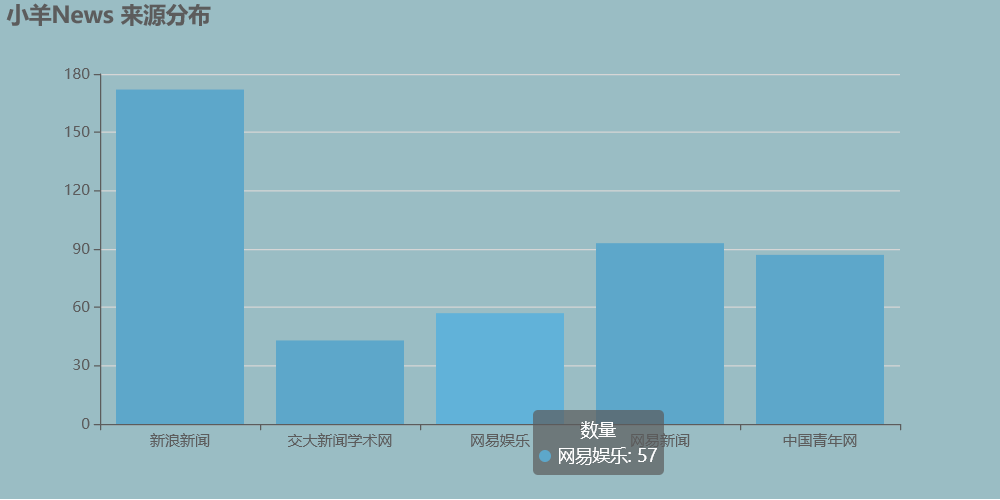 小羊News 来源分布
180
150
120
90
60
30
0
新浪新闻
交大新闻学术网
网易娱乐
网易新闻
中国青年网
数量
网易娱乐: 57